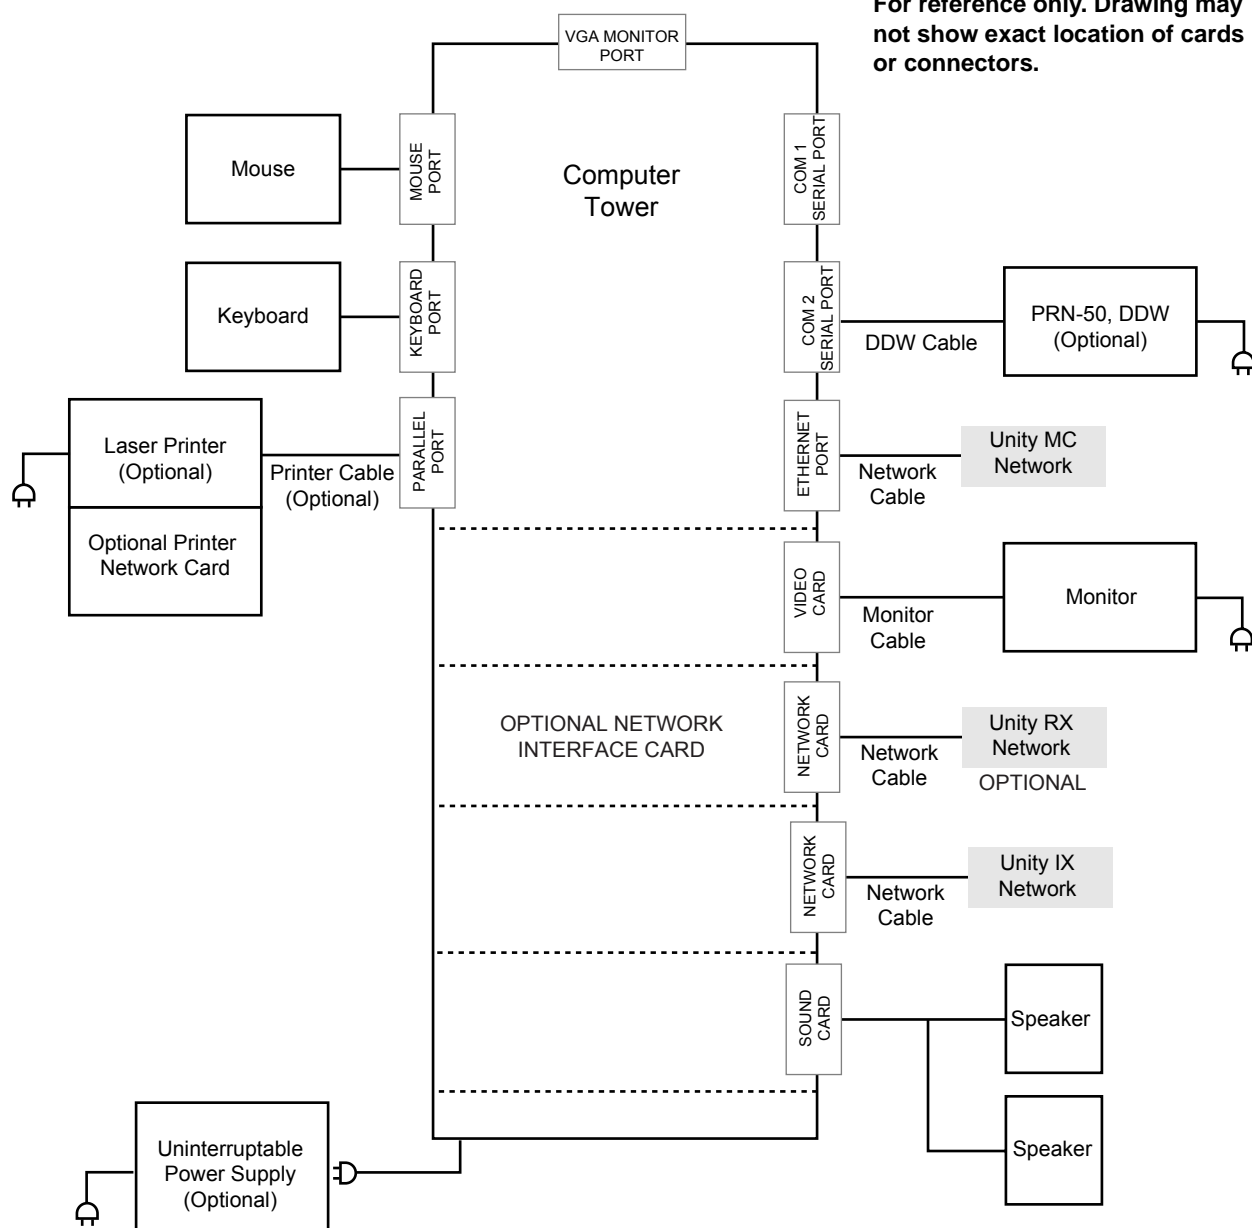 For reference only. Drawing may
not show exact location of cards
or connectors.
VGA MONITOR
PORT
Mouse
MOUSE
PORT
Computer
Tower
COM 1
SERIAL PORT
Keyboard
KEYBOARD
PORT
COM 2
SERIAL PORT
DDW Cable
PRN-50, DDW
(Optional)
Laser Printer
(Optional)
Printer Cable
(Optional)
PARALLEL
PORT
ETHERNET
PORT
Network
Cable
Unity MC
Network
Optional Printer
Network Card
VIDEO
CARD
Monitor
Cable
Monitor
OPTIONAL NETWORK
INTERFACE CARD
NETWORK
CARD
Network
Cable
Unity RX
Network
OPTIONAL
NETWORK
CARD
Network
Cable
Unity IX
Network
SOUND
CARD
Speaker
Speaker
Uninterruptable
Power Supply
(Optional)